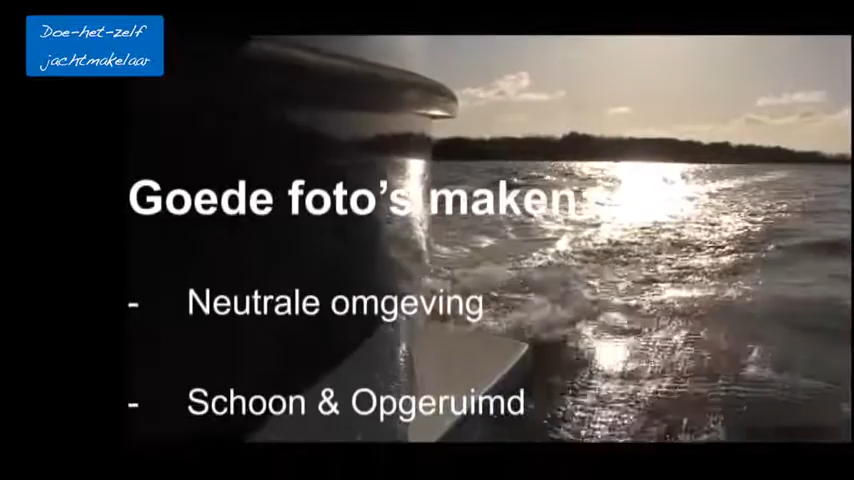 Doe-het-zelf
jachtmakelaar
Goede foto's maken
- Neutrale omgeving
- Schoon & Opgeruimd